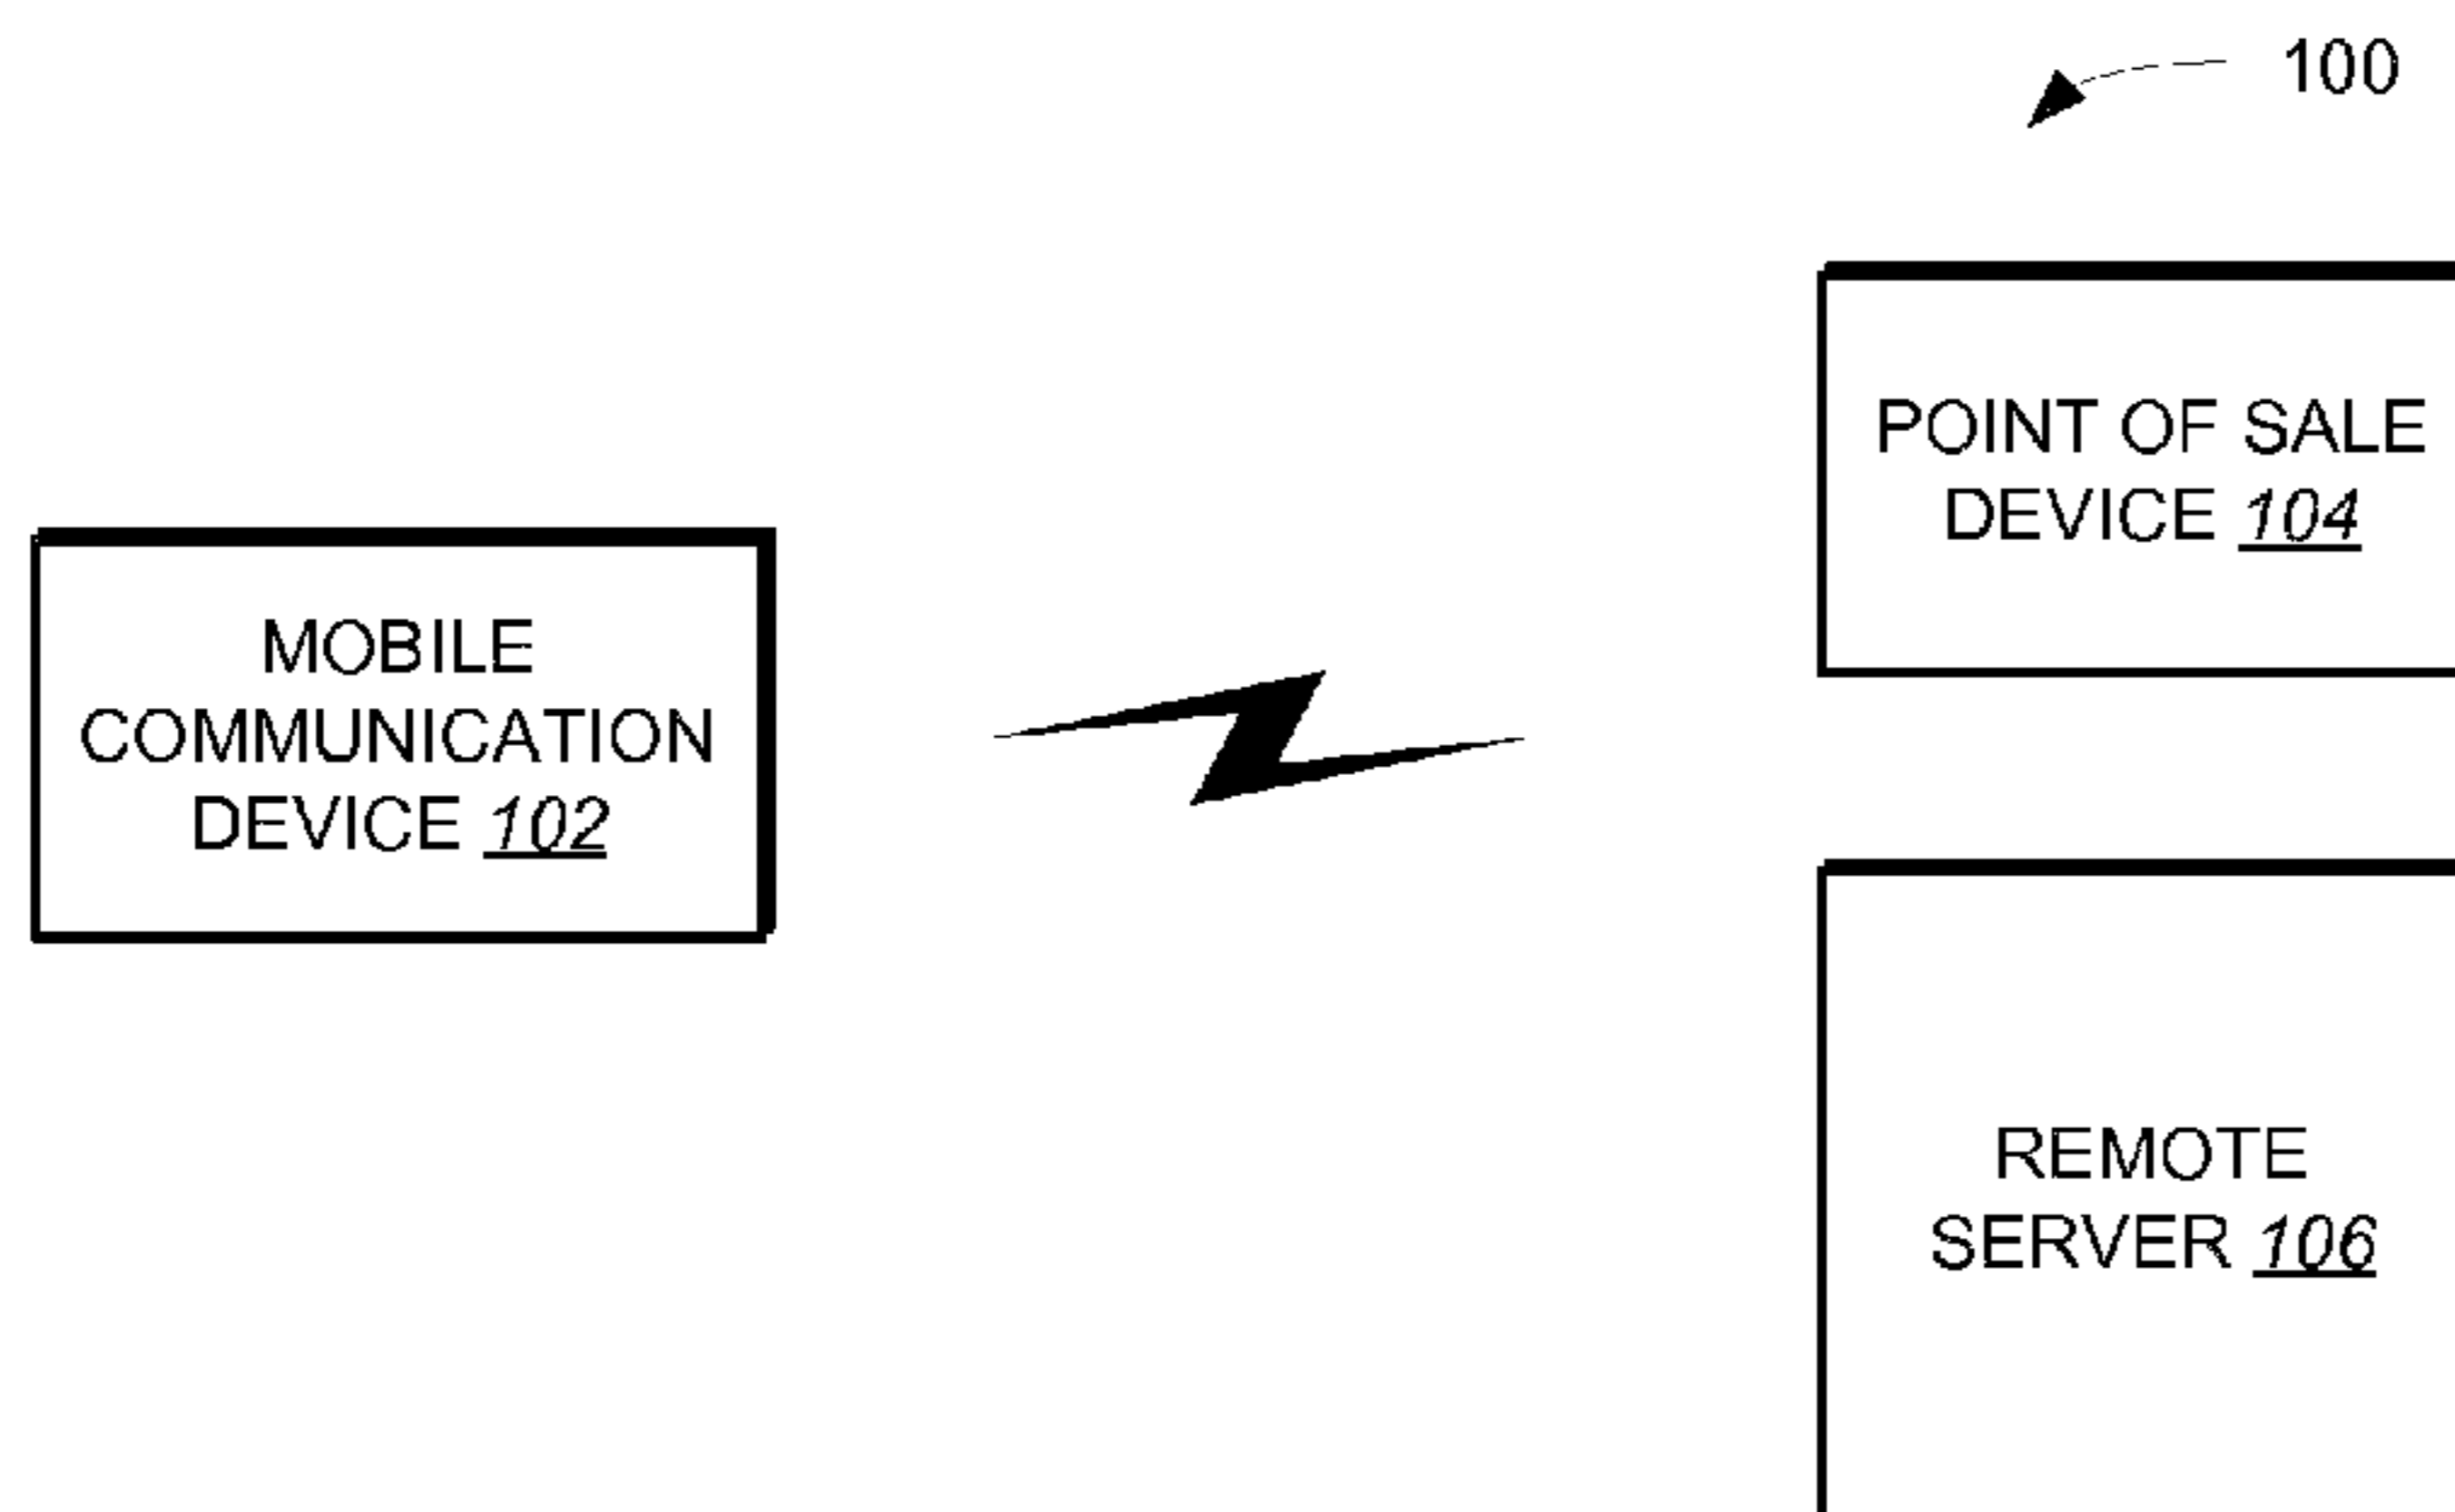 100
POINT OF SALE
DEVICE 104
MOBILE
COMMUNICATION
DEVICE 102
REMOTE
SERVER 106